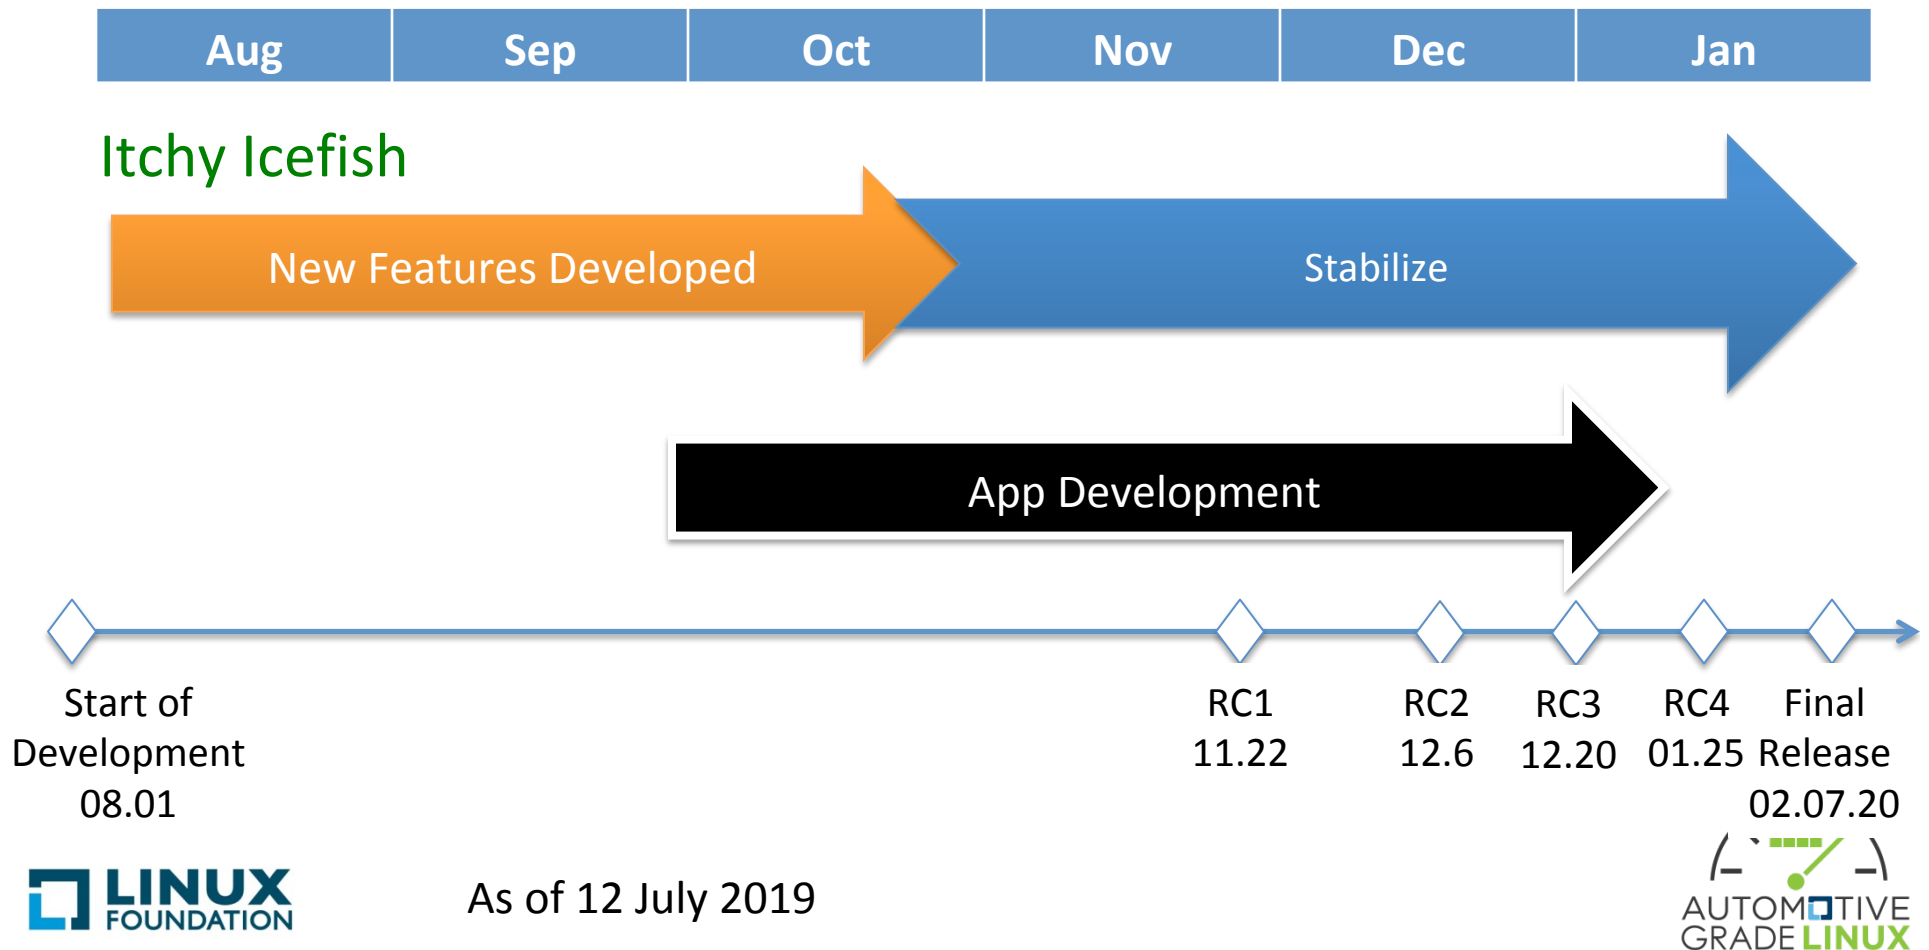 Aug Sep Oct Nov Dec Jan
Itchy Icefish
New Features Developed
Stabilize
App Development
Start of
Development
08.01
RC1
11.22
RC2
12.6
RC3
12.20
RC4
01.25
Final
Release
02.07.20
LINUX
FOUNDATION
As of 12 July 2019
AUTOMOTIVE
GRADE LINUX